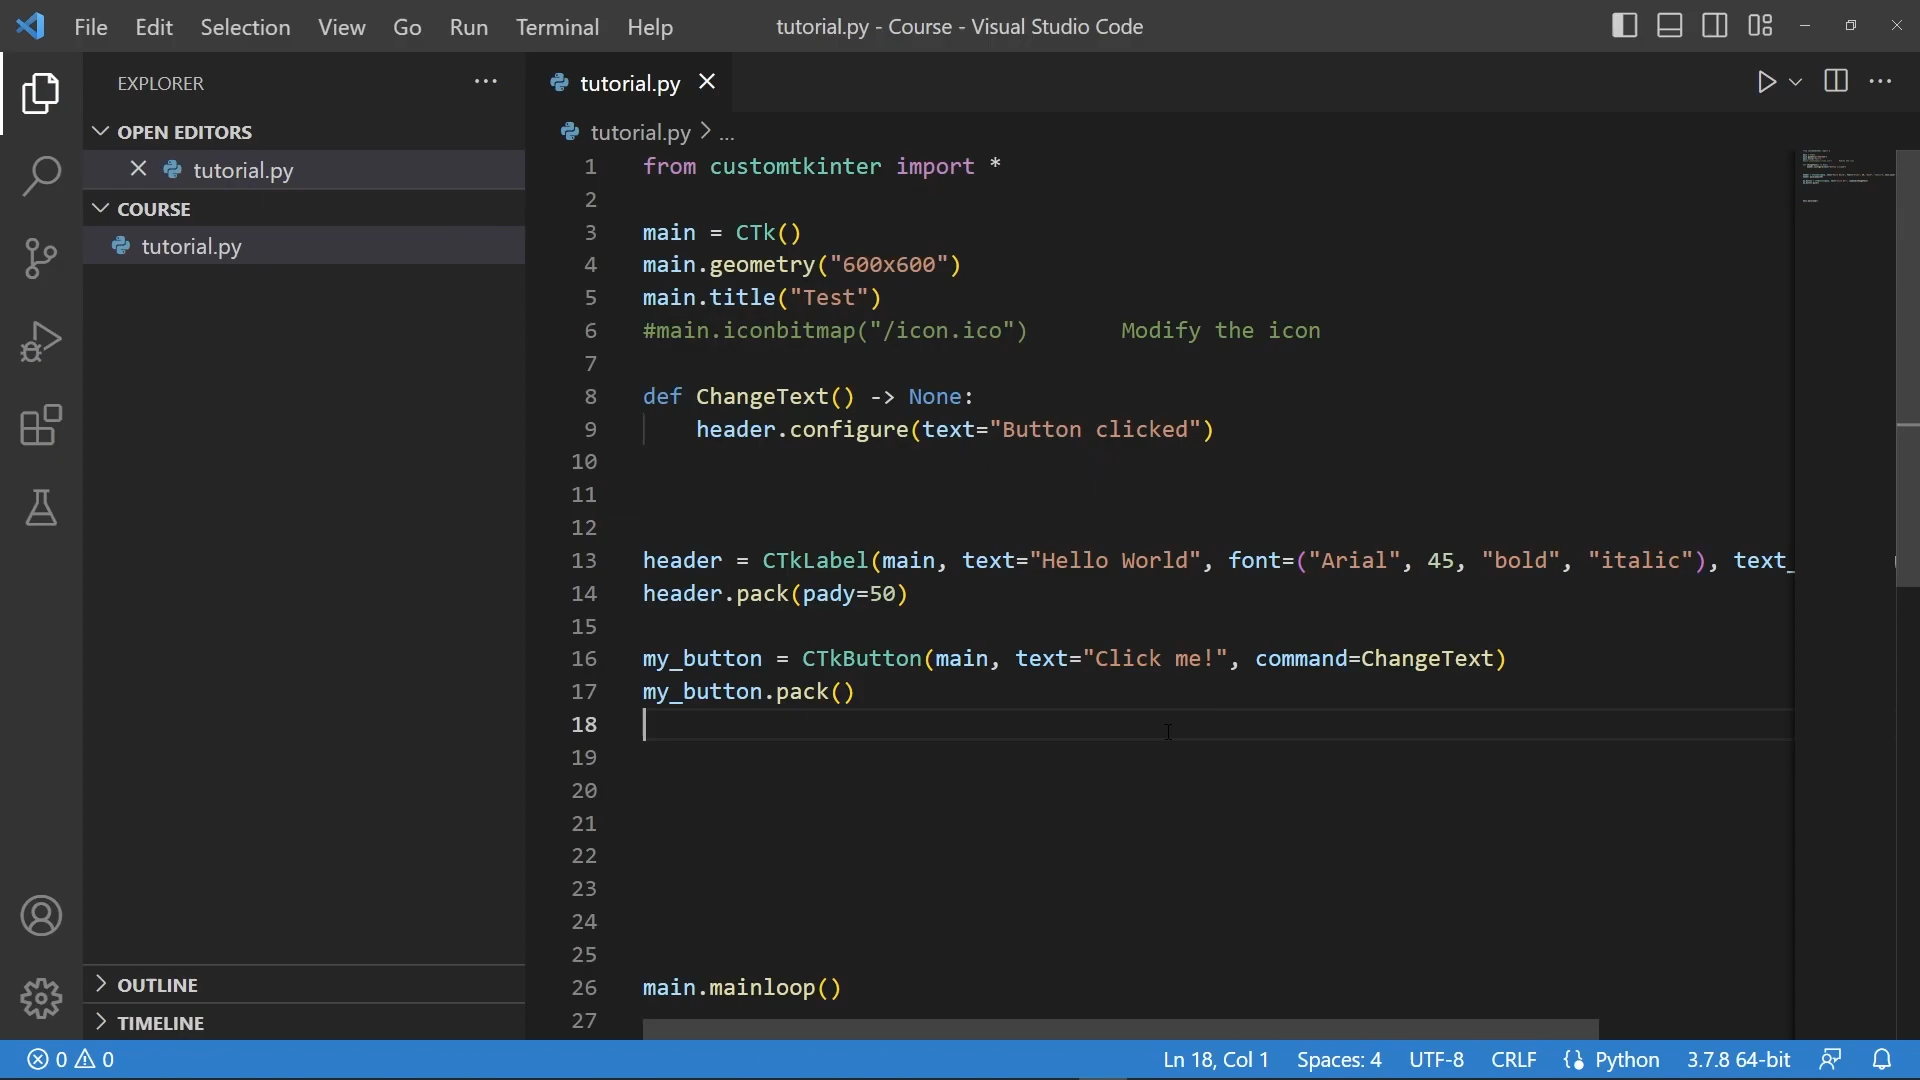 File Edit Selection View Go Run Terminal Help
tutorial.py - Course - Visual Studio Code
EXPLORER
OPEN EDITORS
tutorial.py
COURSE
tutorial.py
OUTLINE
TIMELINE
tutorial.py
tutorial.py > ...
1 from customtkinter import *
2
3 main = CTk()
4 main.geometry("600x600")
5 main.title("Test")
6 #main.iconbitmap("/icon.ico")       Modify the icon
7
8 def ChangeText() -> None:
9     header.configure(text="Button clicked")
10
11
12
13 header = CTkLabel(main, text="Hello World", font=("Arial", 45, "bold", "italic"), text_
14 header.pack(pady=50)
15
16 my_button = CTkButton(main, text="Click me!", command=ChangeText)
17 my_button.pack()
18
19
20
21
22
23
24
25
26 main.mainloop()
27
0 0
Ln 18, Col 1 Spaces: 4 UTF-8 CRLF Python 3.7.8 64-bit